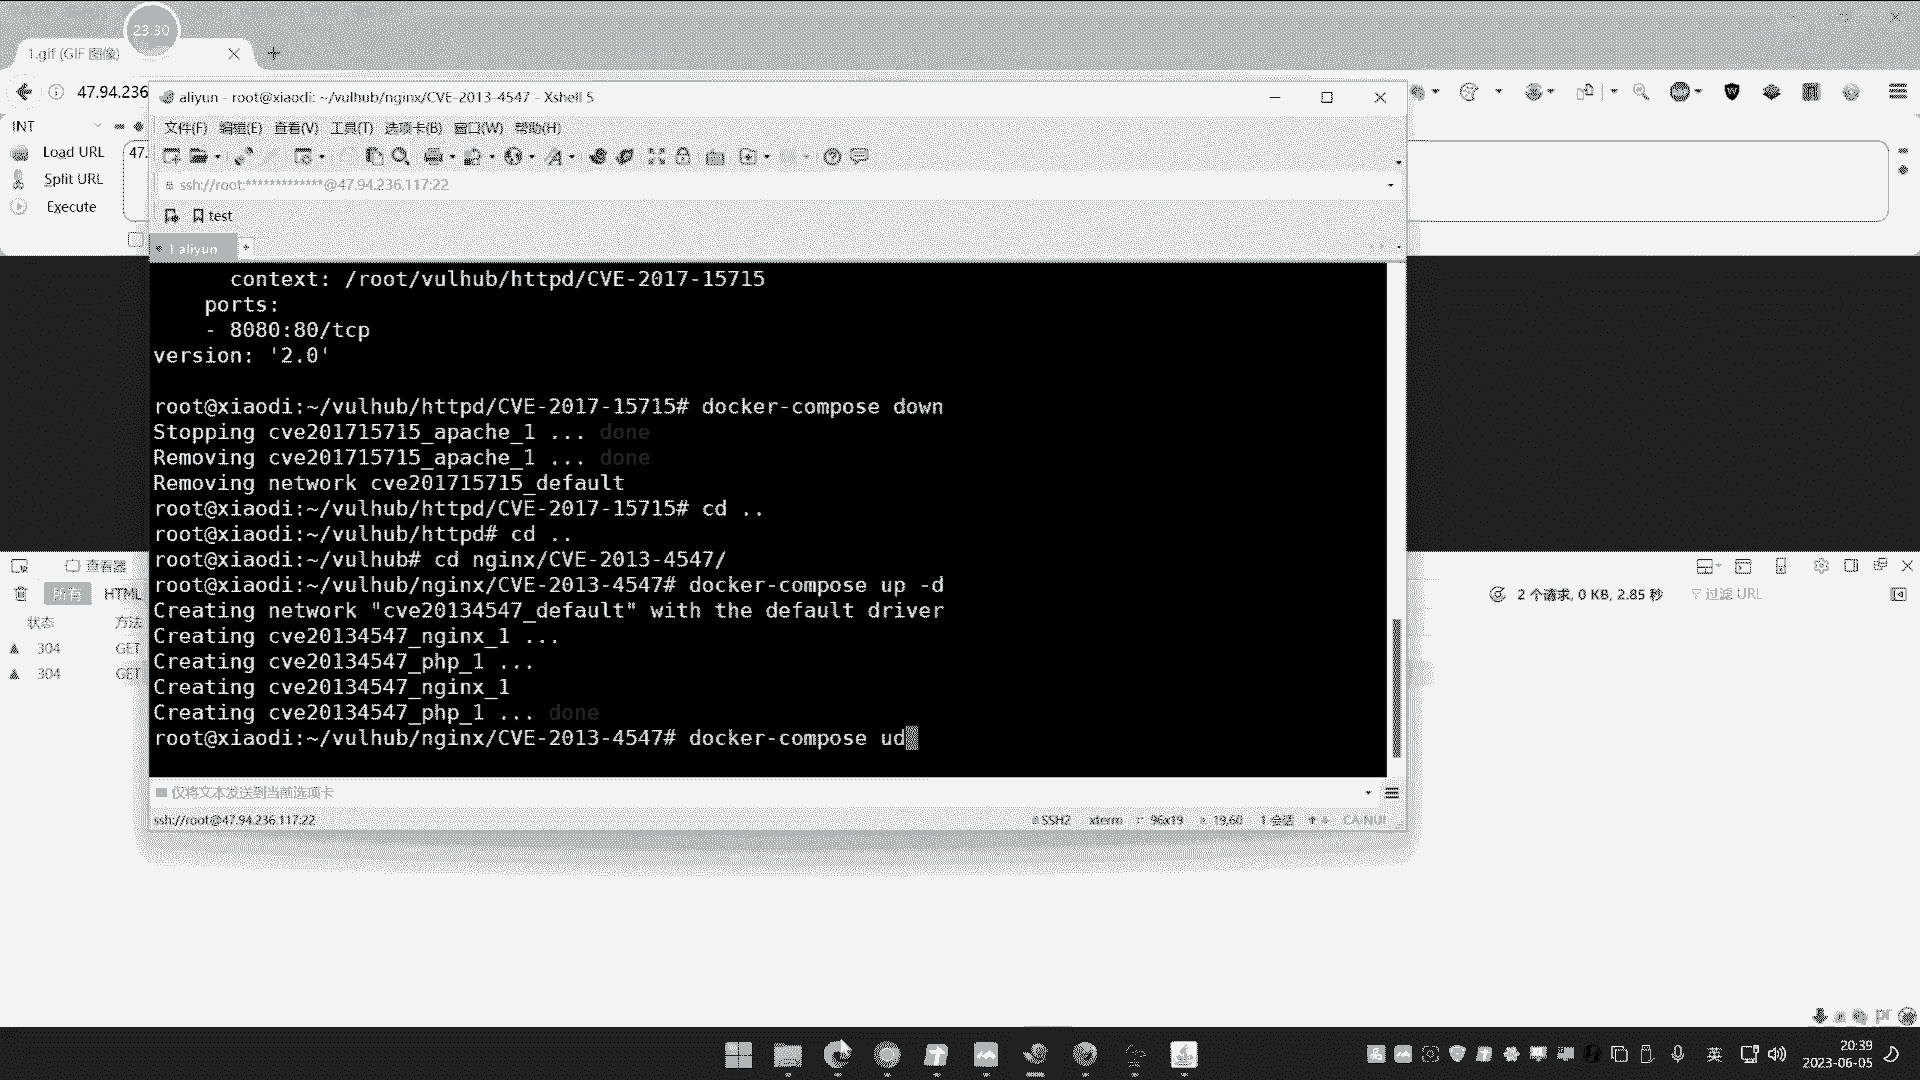 23:30
1.gif (GIF 图像)
47.94.236
INT
Load URL
47.
Split URL
Execute
aliyun - root@xiaodi: ~/vulhub/nginx/CVE-2013-4547 - Xshell 5
文件(F) 编辑(E) 查看(V) 工具(T) 选项卡(B) 窗口(W) 帮助(H)
ssh://root:*************@47.94.236.117:22
test
1 aliyun
context: /root/vulhub/httpd/CVE-2017-15715
ports:
- 8080:80/tcp
version: '2.0'
root@xiaodi:~/vulhub/httpd/CVE-2017-15715# docker-compose down
Stopping cve201715715_apache_1 ... done
Removing cve201715715_apache_1 ... done
Removing network cve201715715_default
root@xiaodi:~/vulhub/httpd/CVE-2017-15715# cd ..
root@xiaodi:~/vulhub/httpd# cd ..
root@xiaodi:~/vulhub# cd nginx/CVE-2013-4547/
root@xiaodi:~/vulhub/nginx/CVE-2013-4547# docker-compose up -d
Creating network "cve20134547_default" with the default driver
Creating cve20134547_nginx_1 ...
Creating cve20134547_php_1 ...
Creating cve20134547_nginx_1
Creating cve20134547_php_1 ... done
root@xiaodi:~/vulhub/nginx/CVE-2013-4547# docker-compose ud
仅将文本发送到当前选项卡
ssh://root@47.94.236.117:22
SSH2 xterm 96x19 19,60 1 会话 CAP NUM
查看器
所有 HTML
2 个请求, 0 KB, 2.85 秒
过滤 URL
状态 方法
304 GET
304 GET
英
20:39
2023-06-05